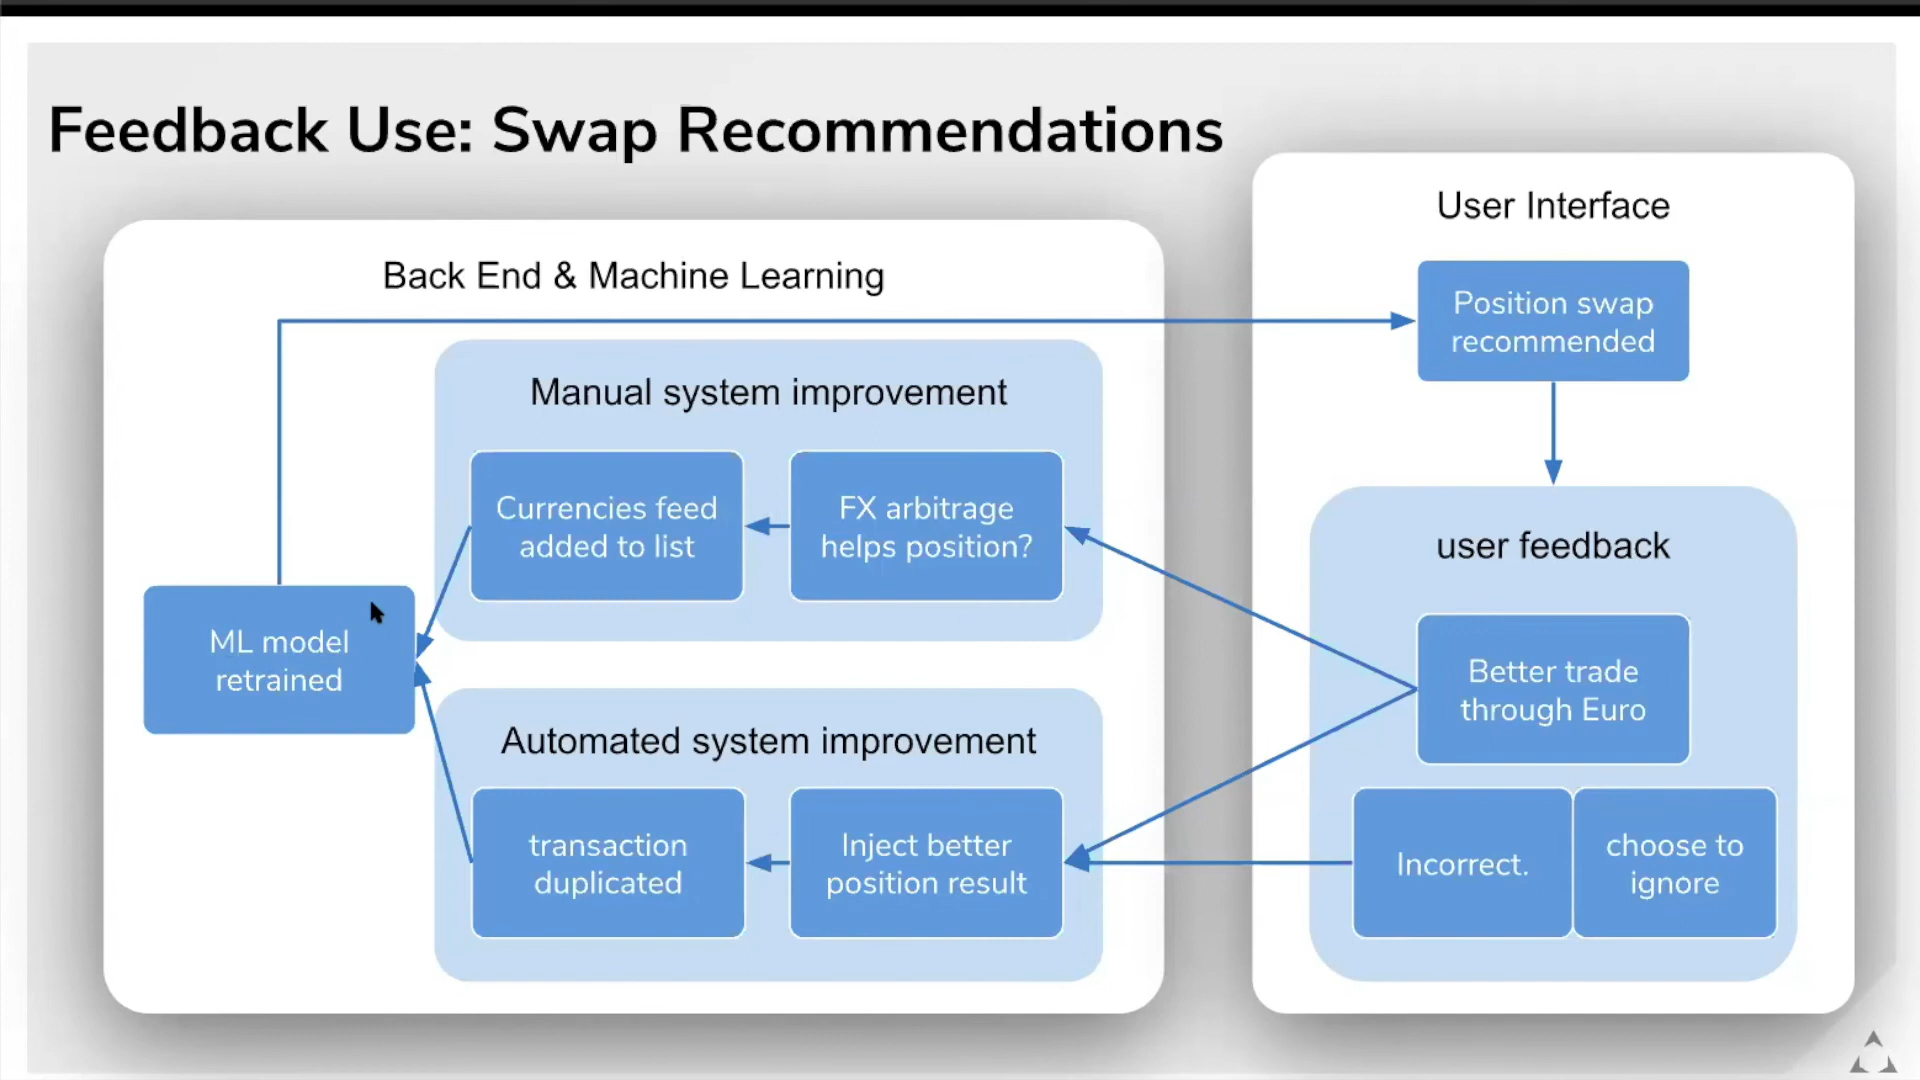 Feedback Use: Swap Recommendations
Back End & Machine Learning
Manual system improvement
Currencies feed
added to list
FX arbitrage
helps position?
ML model
retrained
Automated system improvement
transaction
duplicated
Inject better
position result
User Interface
Position swap
recommended
user feedback
Better trade
through Euro
Incorrect.
choose to
ignore